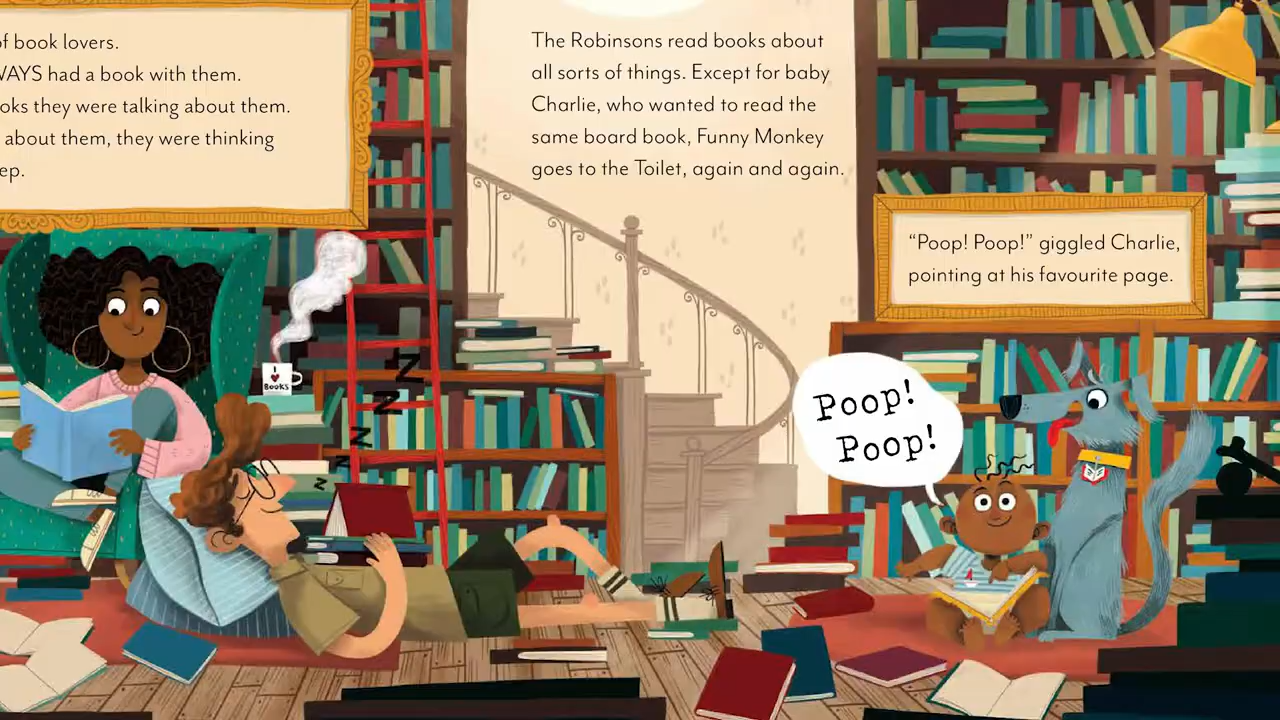 of book lovers.
WAYS had a book with them.
ooks they were talking about them.
about them, they were thinking
ep.
The Robinsons read books about
all sorts of things. Except for baby
Charlie, who wanted to read the
same board book, Funny Monkey
goes to the Toilet, again and again.
“Poop! Poop!” giggled Charlie,
pointing at his favourite page.
I
BOOKS
Z
Z
Z
Z
Z
Poop!
Poop!